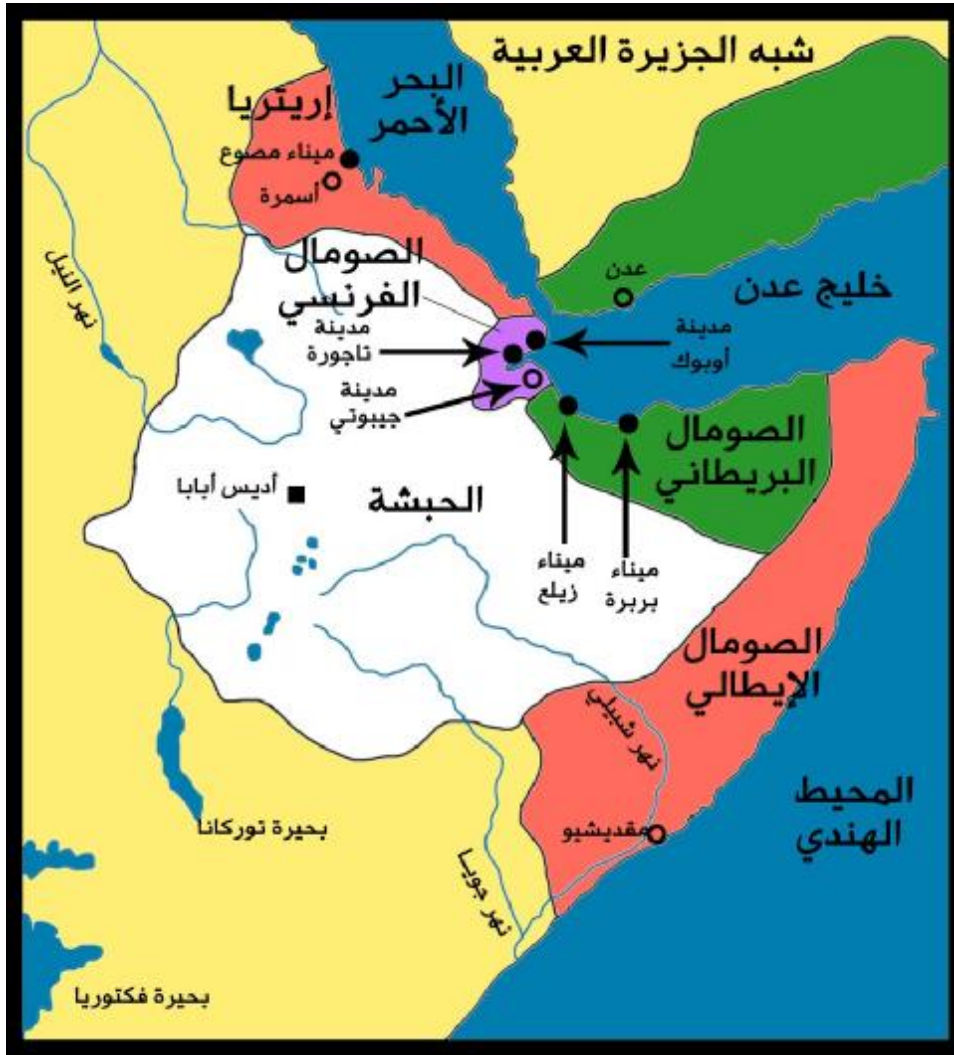 شبه الجزيرة العربية
البحر
الأحمر
إريتريا
ميناء مصوع
أسمرة
الصومال
الفرنسي
نهر النيل
عدن
خليج عدن
مدينة
تاجورة
مدينة
أوبوك
مدينة
جيبوتي
الصومال
البريطاني
أديس أبابا
الحبشة
ميناء
زيلع
ميناء
بربرة
الصومال
الإيطالي
نهر شبيلي
المحيط
الهندي
بحيرة توركانا
مقديشيو
نهر جوبا
بحيرة فكتوريا